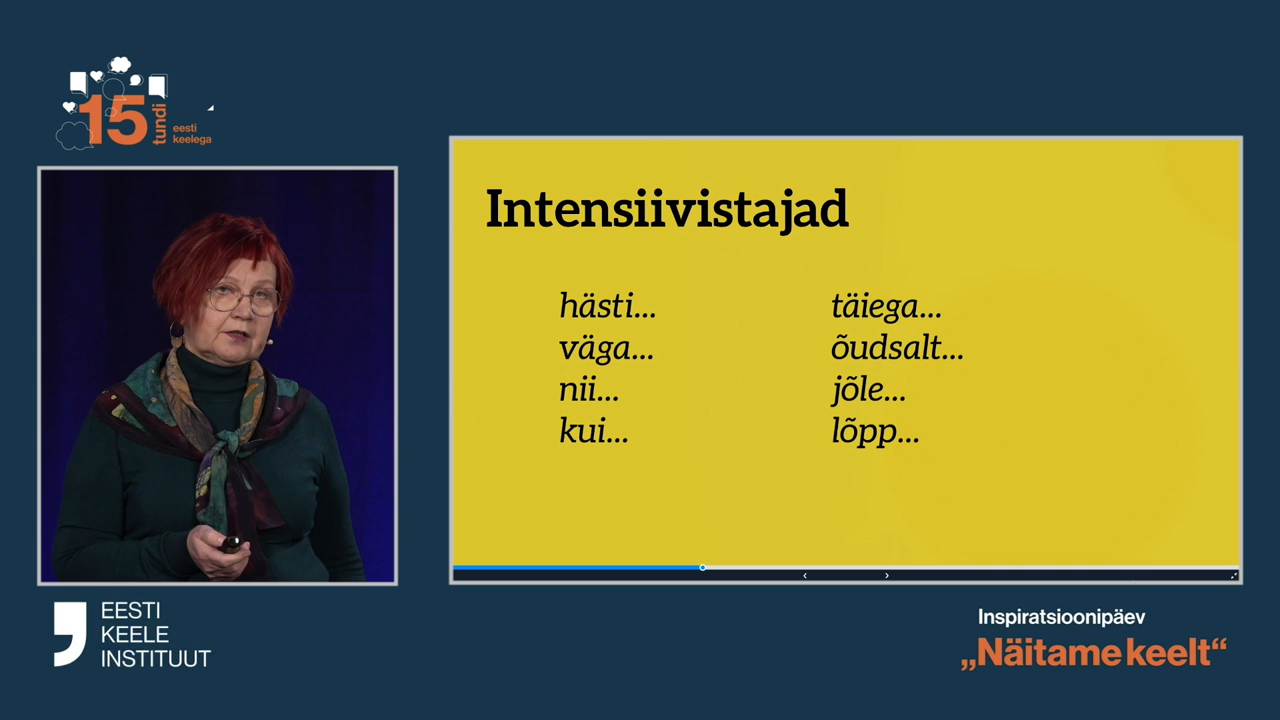 15
tundi
eesti
keelega
Intensiivistajad
hästi...
väga...
nii...
kui...
täiega...
õudsalt...
jõle...
lõpp...
EESTI
KEELE
INSTITUUT
Inspiratsioonipäev
„Näitame keelt“